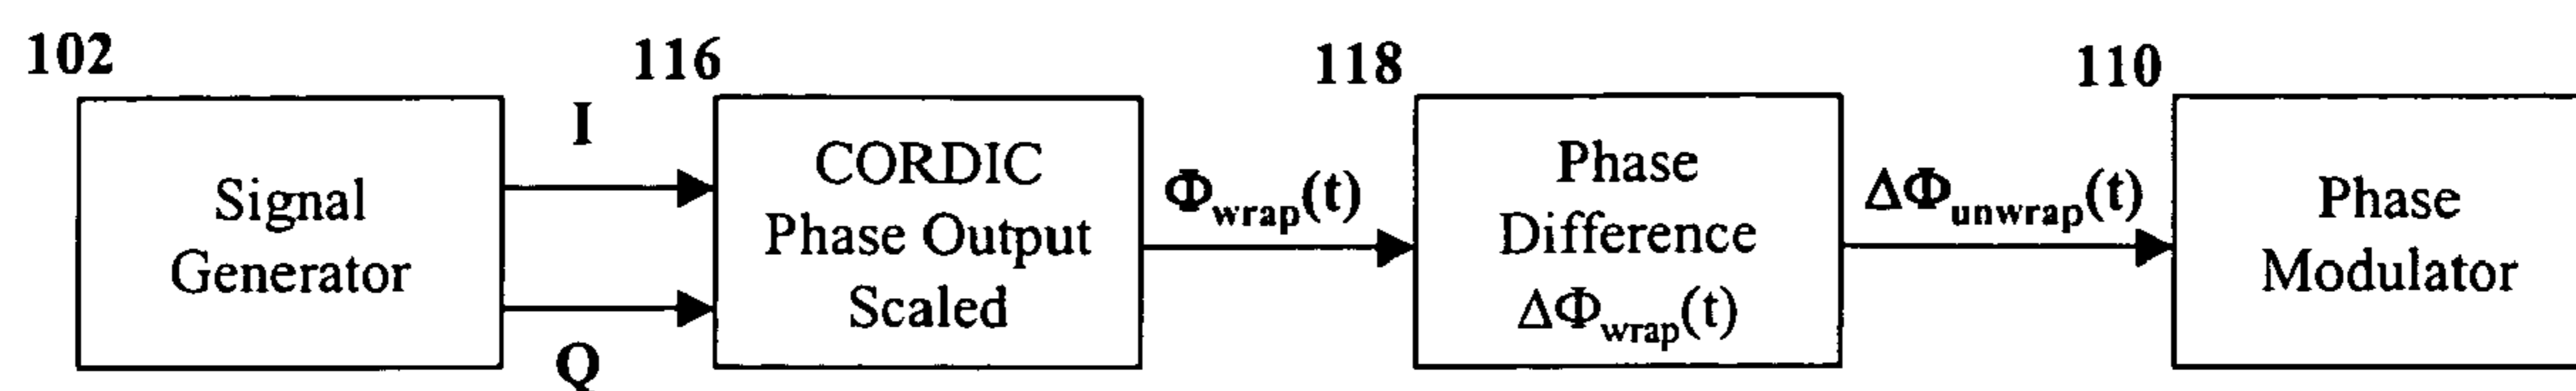 102
Signal
Generator
I
Q
116
CORDIC
Phase Output
Scaled
Φwrap(t)
118
Phase
Difference
ΔΦwrap(t)
ΔΦunwrap(t)
110
Phase
Modulator